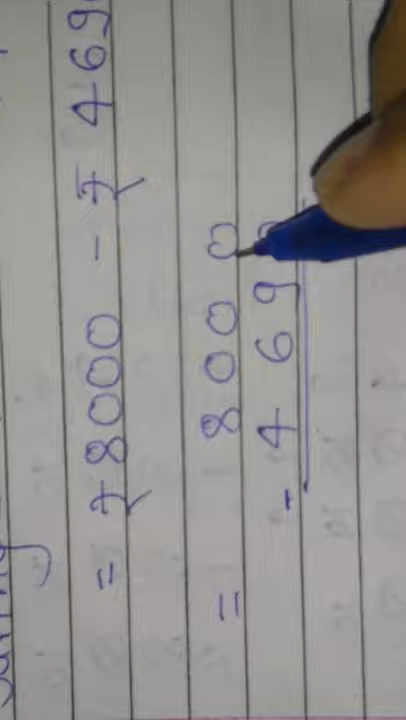 = ₹8000 - ₹469
= 8000
- 469